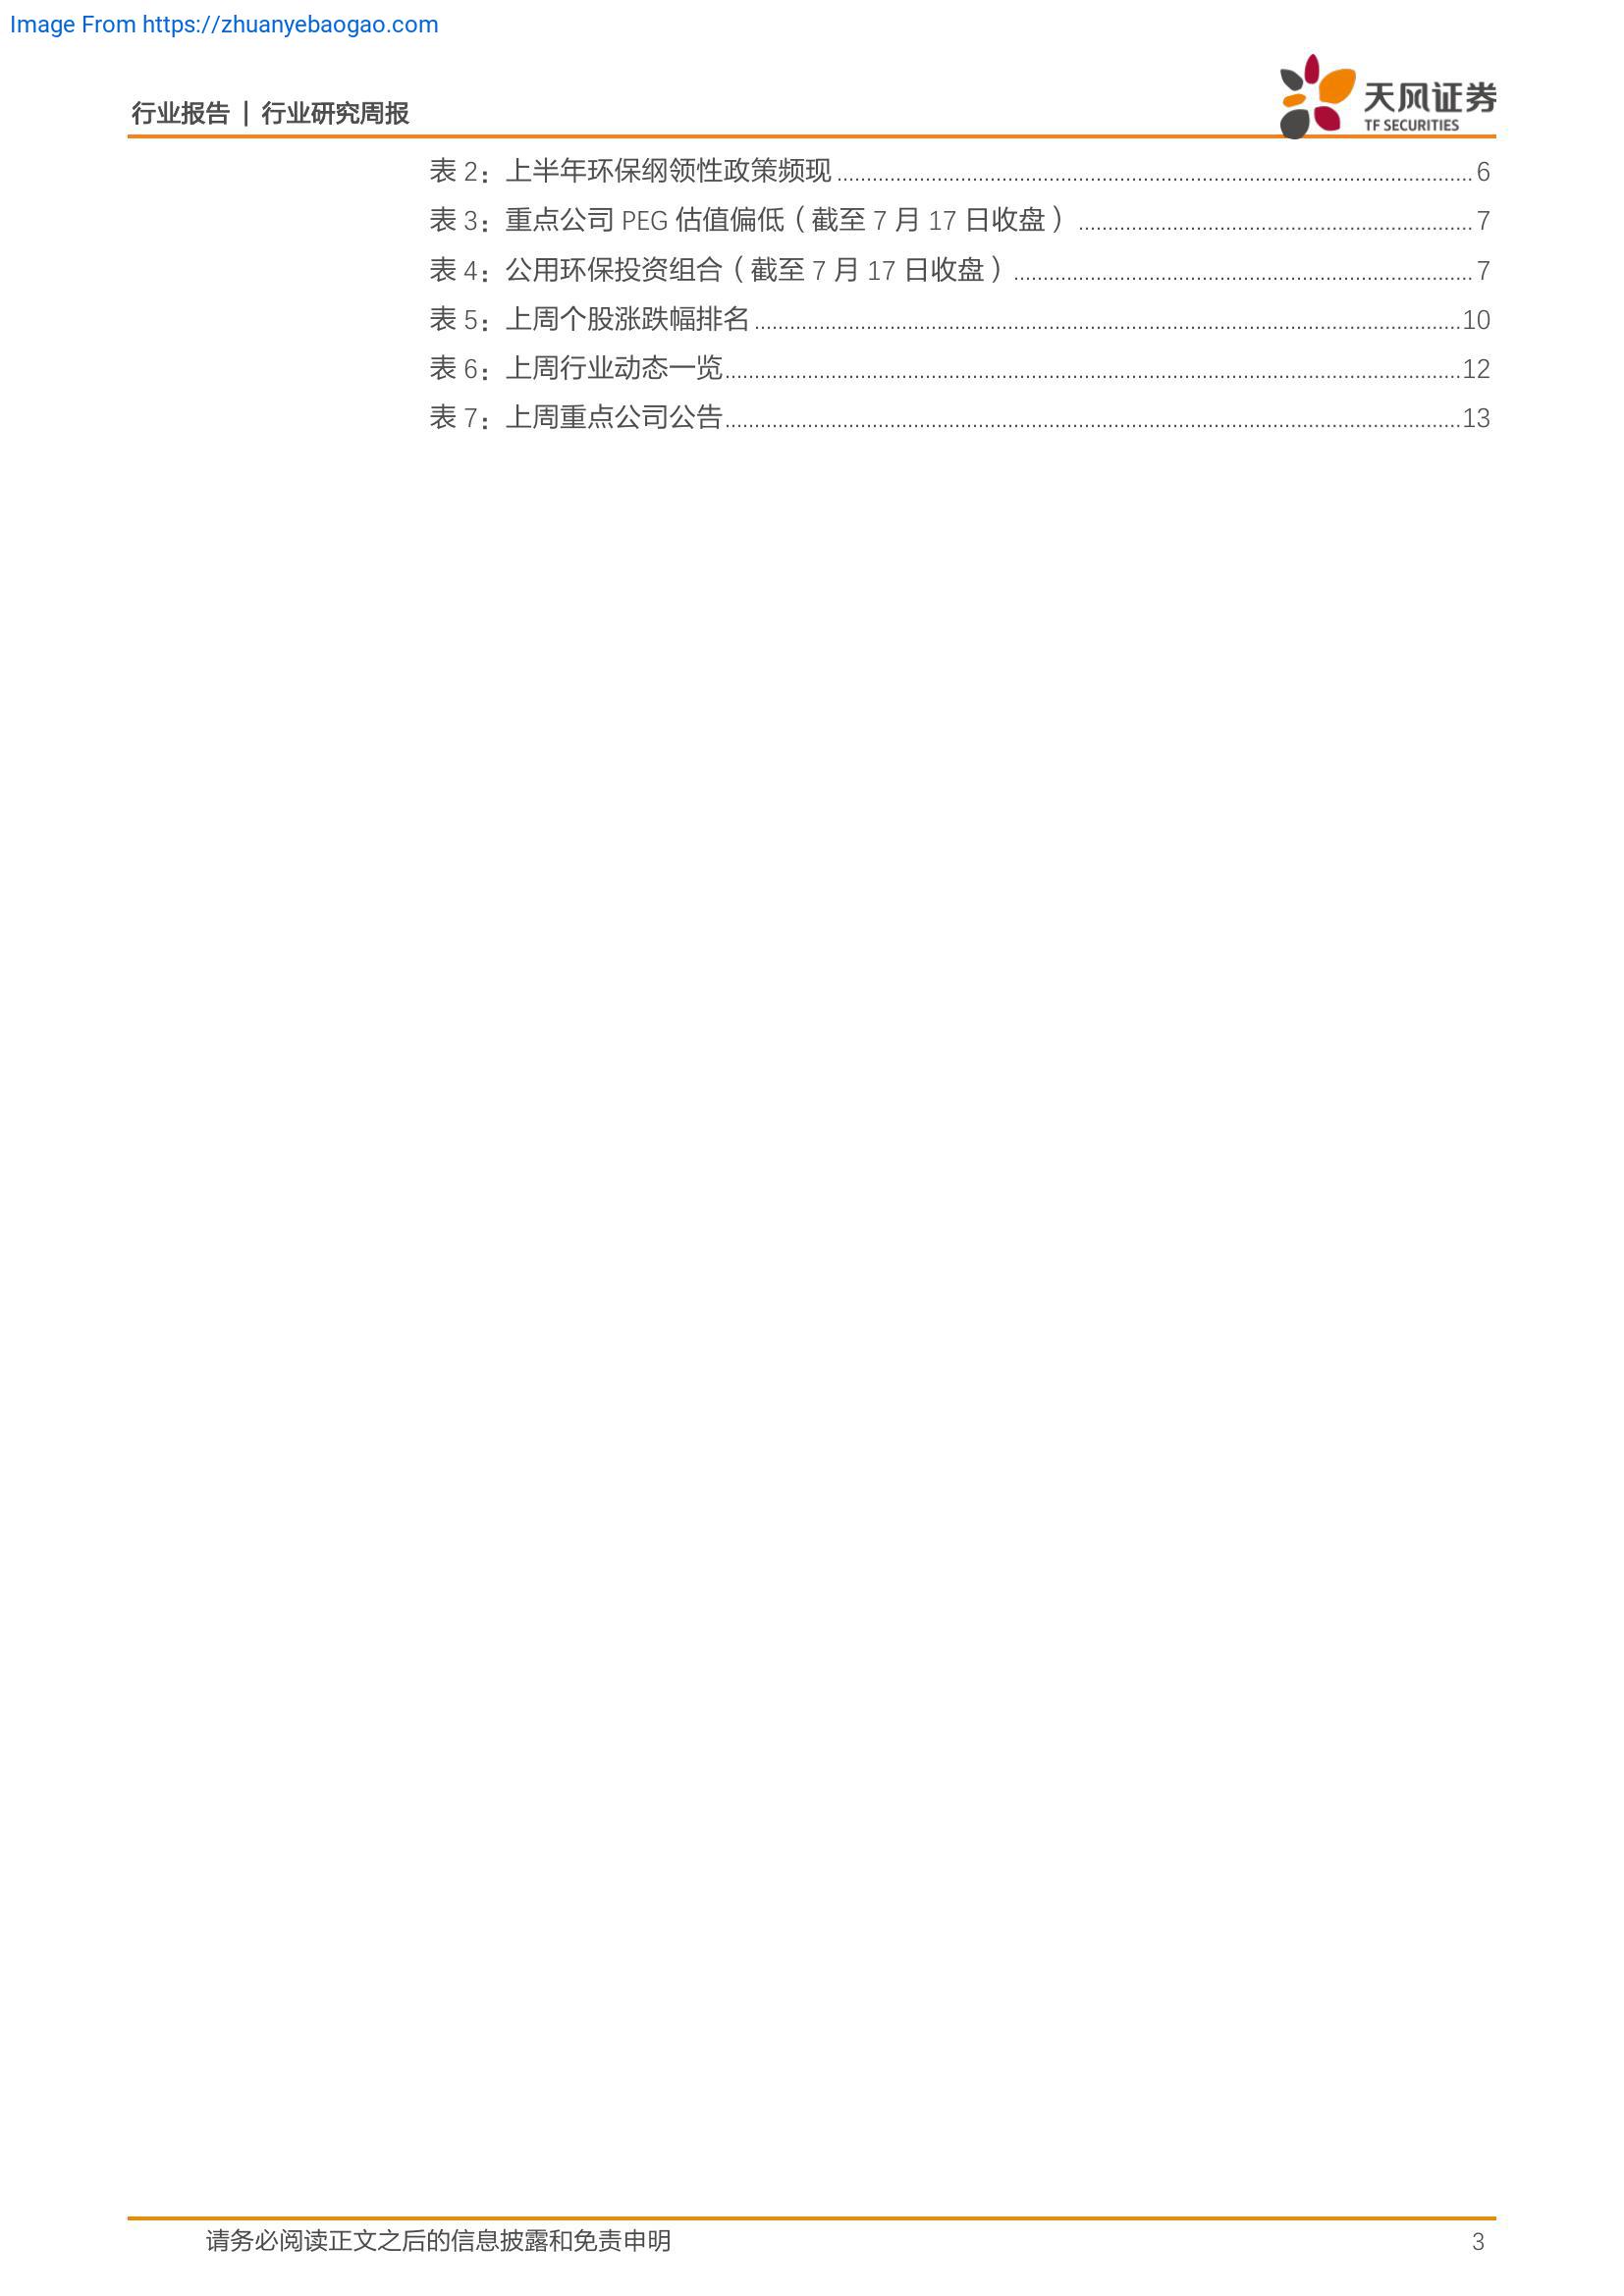 Image From https://zhuanyebaogao.com
行业报告 | 行业研究周报
天风证券
TF SECURITIES
表 2：上半年环保纲领性政策频现 ........ 6
表 3：重点公司 PEG 估值偏低（截至 7 月 17 日收盘） ........ 7
表 4：公用环保投资组合（截至 7 月 17 日收盘） ........ 7
表 5：上周个股涨跌幅排名 ........ 10
表 6：上周行业动态一览 ........ 12
表 7：上周重点公司公告 ........ 13
请务必阅读正文之后的信息披露和免责申明 3